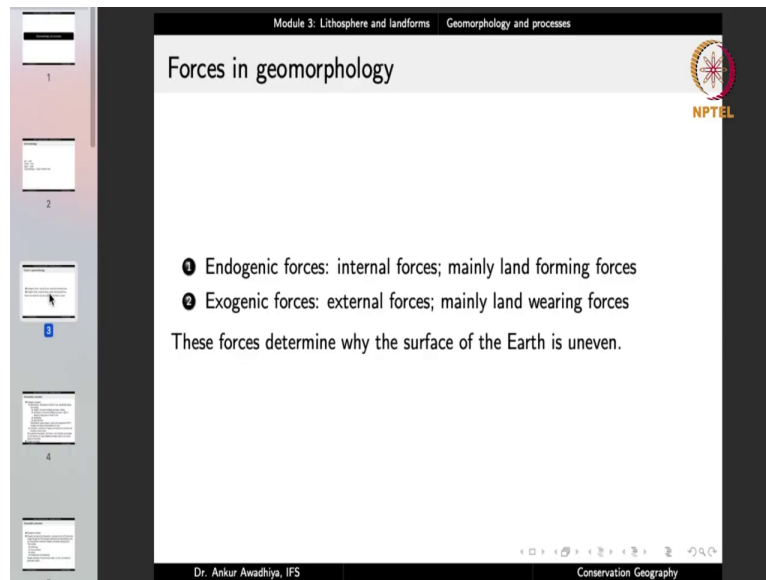 Module 3: Lithosphere and landforms Geomorphology and processes
Forces in geomorphology
NPTEL
1 Endogenic forces: internal forces; mainly land forming forces
2 Exogenic forces: external forces; mainly land wearing forces
These forces determine why the surface of the Earth is uneven.
Dr. Ankur Awadhiya, IFS Conservation Geography
1
2
3
4